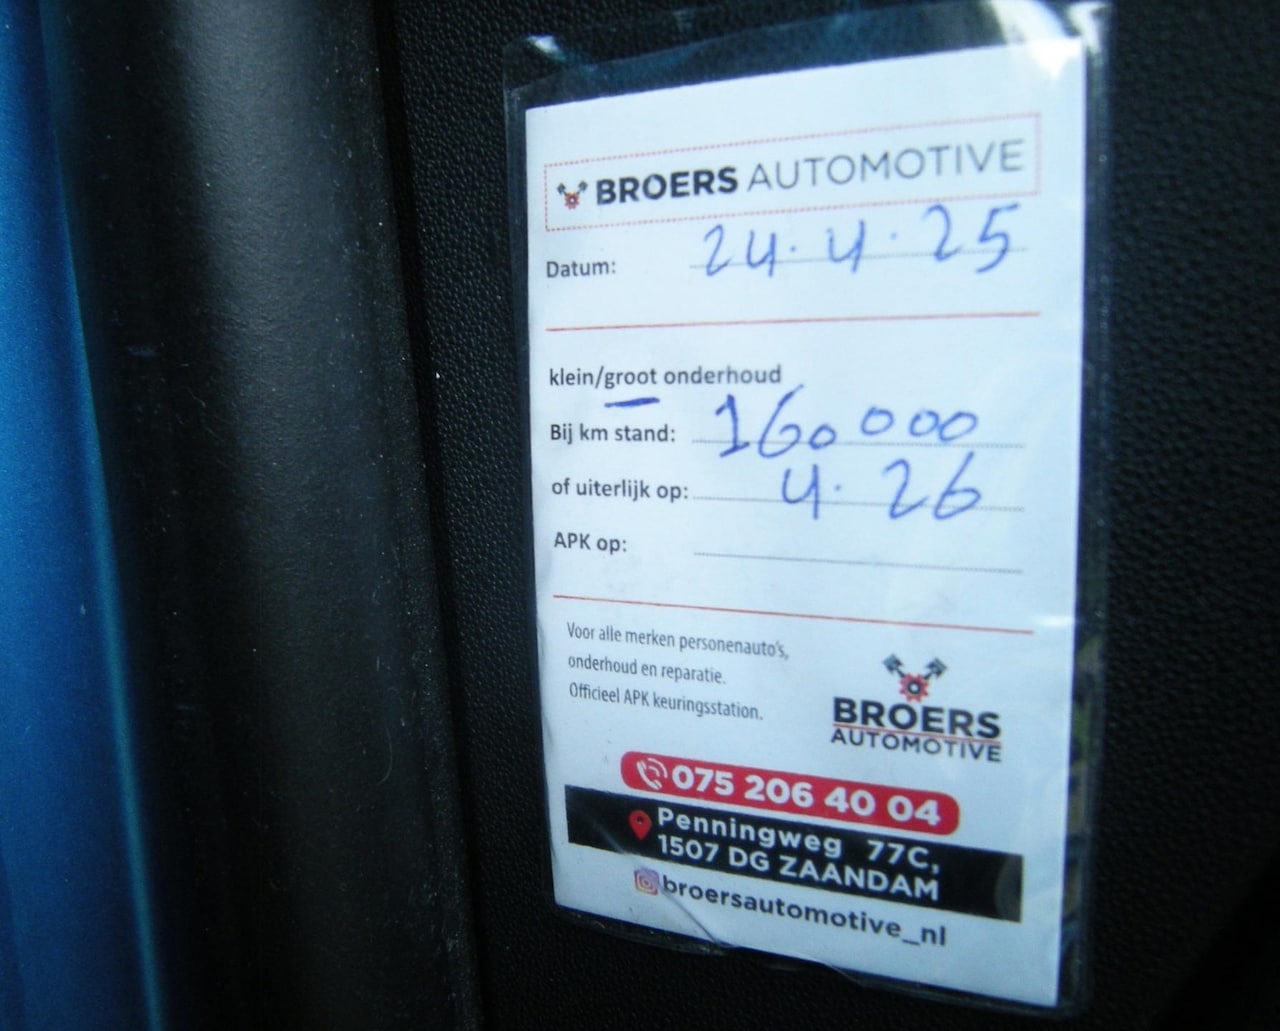 BROERS AUTOMOTIVE
Datum: 24.4.25
klein/groot onderhoud
Bij km stand: 160000
of uiterlijk op: 4.26
APK op:
Voor alle merken personenauto's,
onderhoud en reparatie.
Officieel APK keuringsstation.
BROERS
AUTOMOTIVE
075 206 40 04
Penningweg 77C,
1507 DG ZAANDAM
broersautomotive_nl